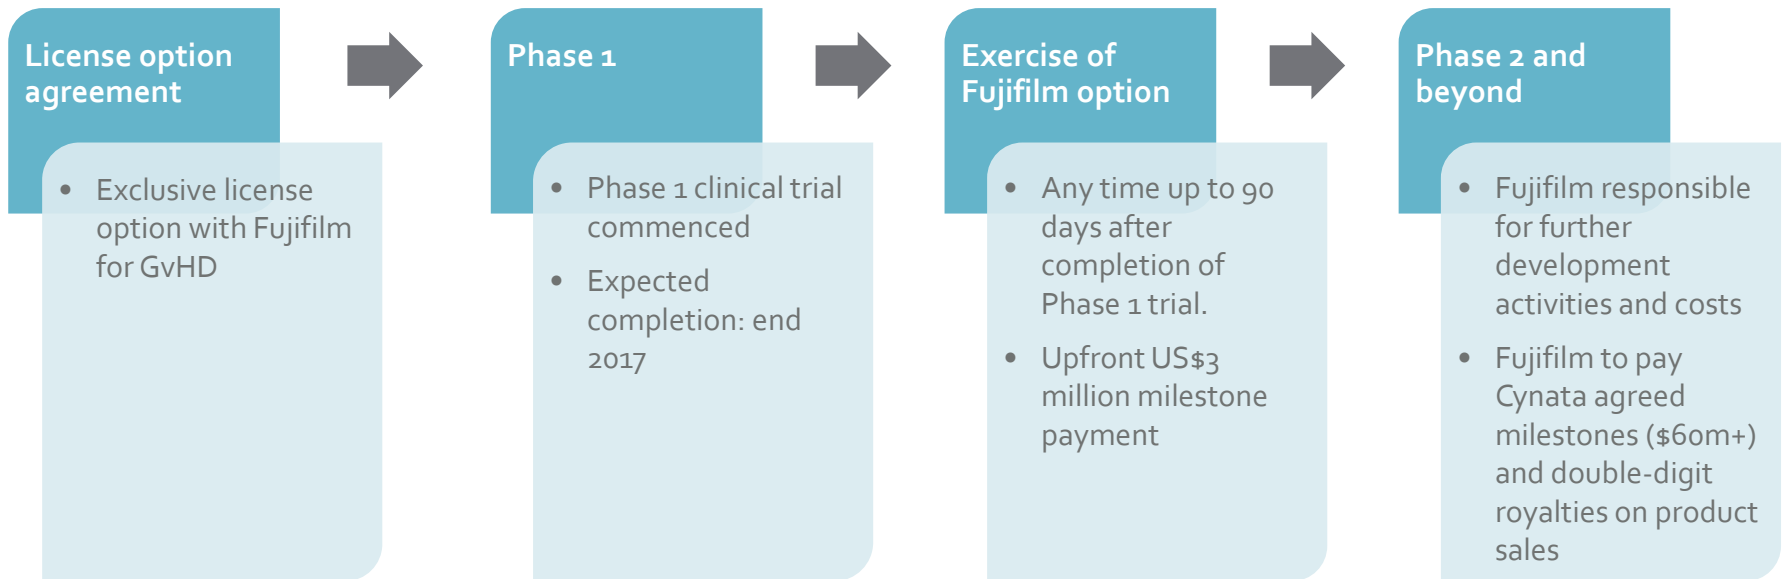 License option
agreement
• Exclusive license
option with Fujifilm
for GvHD
Phase 1
• Phase 1 clinical trial
commenced
• Expected
completion: end
2017
Exercise of
Fujifilm option
• Any time up to 90
days after
completion of
Phase 1 trial.
• Upfront US$3
million milestone
payment
Phase 2 and
beyond
• Fujifilm responsible
for further
development
activities and costs
• Fujifilm to pay
Cynata agreed
milestones ($60m+)
and double-digit
royalties on product
sales